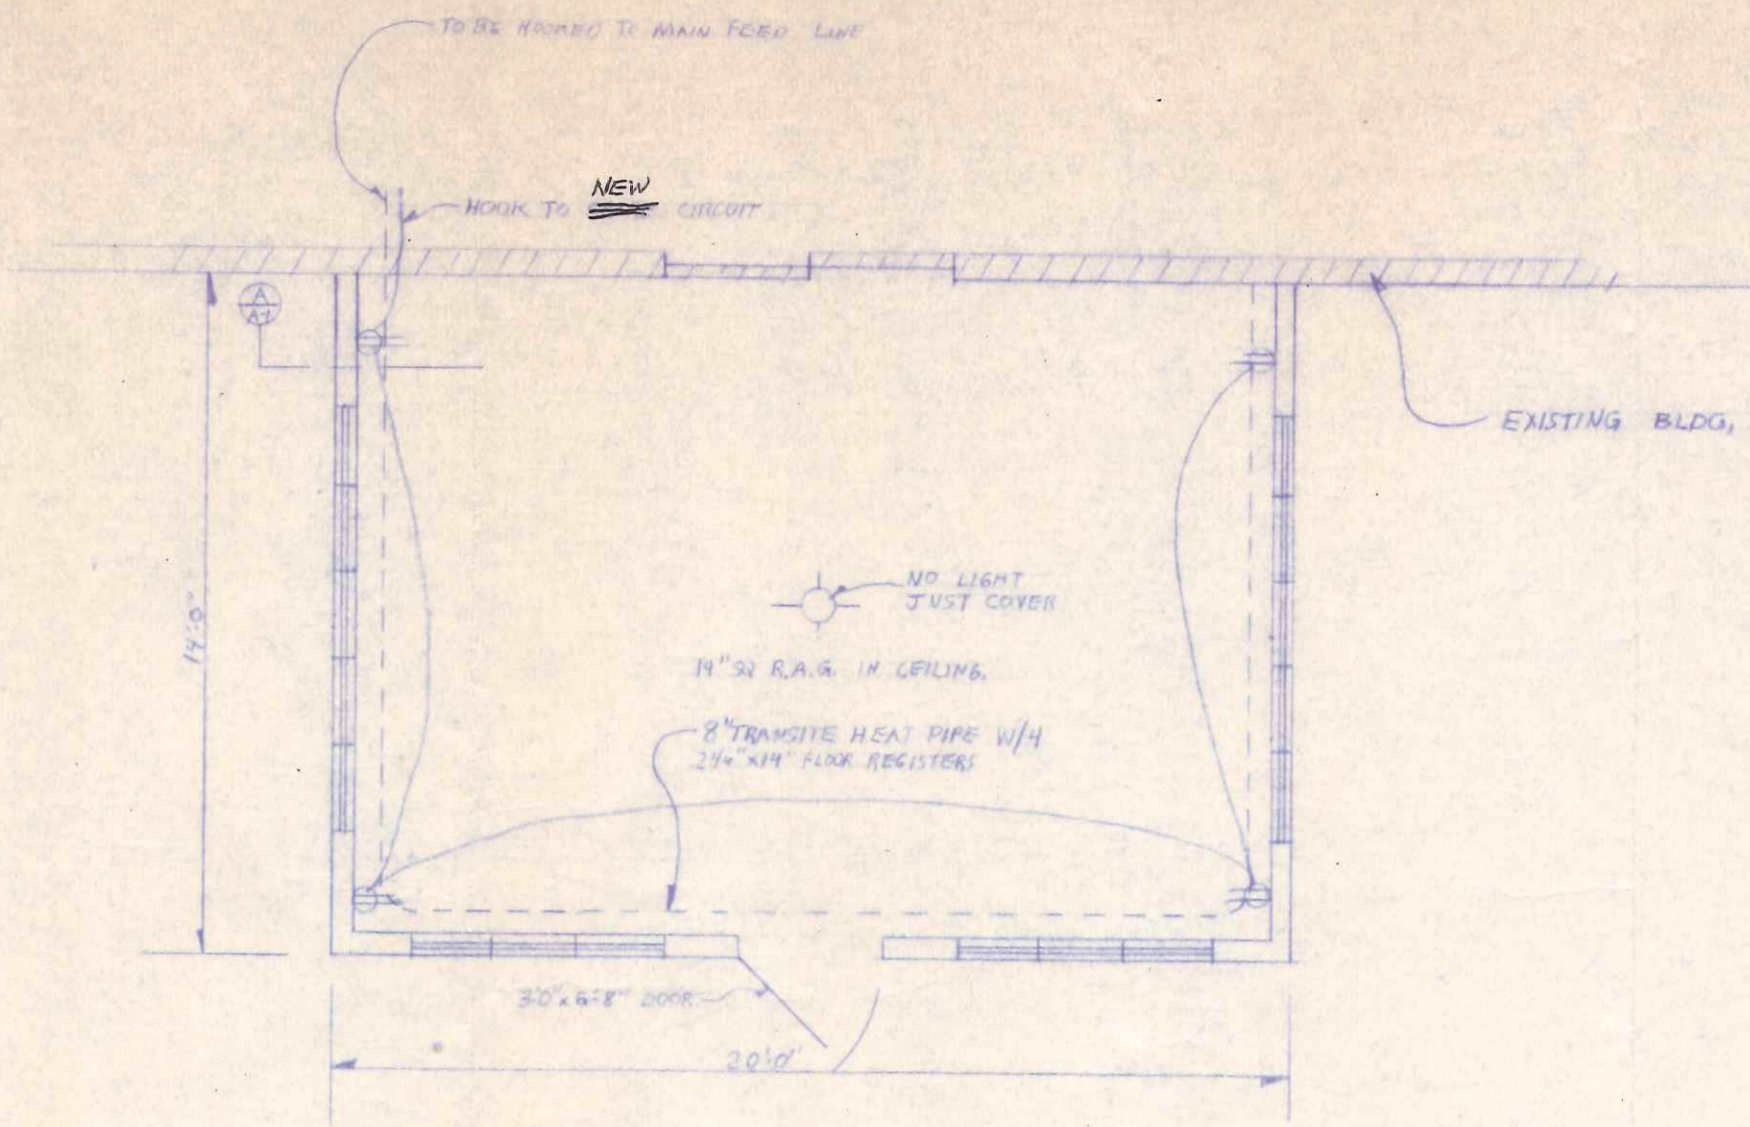 TO BE HOOKED TO MAIN FEED LINE
NEW
HOOK TO CIRCUIT
A
A-1
EXISTING BLDG.
14'-0"
NO LIGHT
JUST COVER
14" SQ R.A.G. IN CEILING.
8" TRANSITE HEAT PIPE W/4
2¼" x 14" FLOOR REGISTERS
3'-0" x 6'-8" DOOR
20'-0"